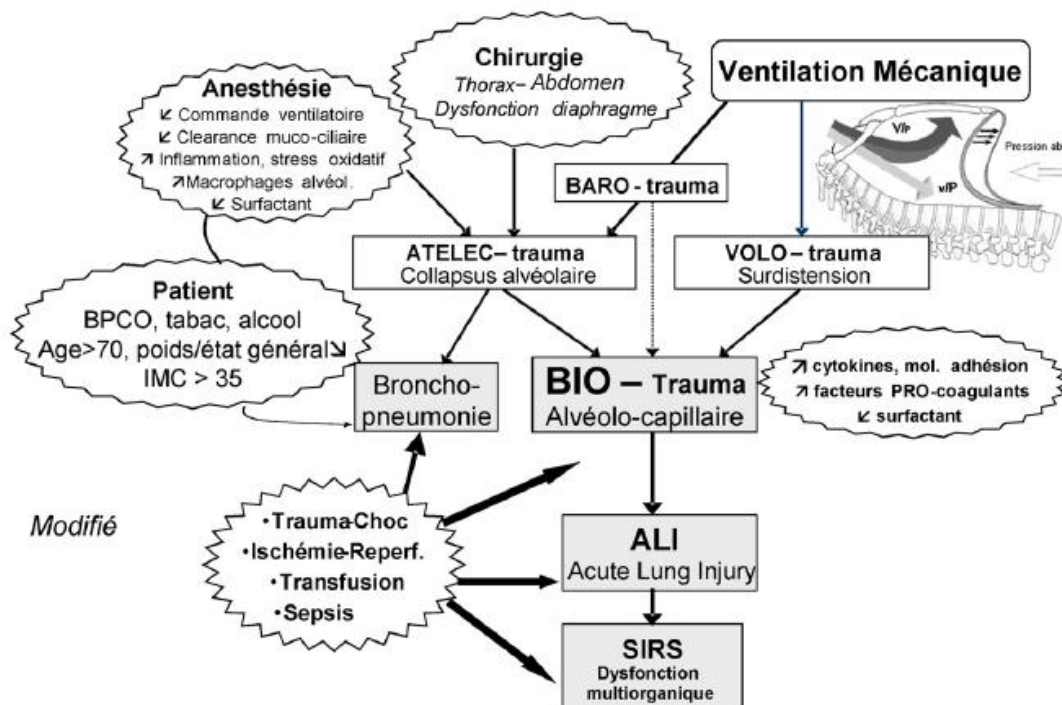 Anesthésie
↙ Commande ventilatoire
↙ Clearance muco-ciliaire
↗ Inflammation, stress oxidatif
↗Macrophages alvéol.
↙ Surfactant
Chirurgie
Thorax– Abdomen
Dysfonction diaphragme
Ventilation Mécanique
V/P
v/P
Pression ab
BARO - trauma
ATELEC– trauma
Collapsus alvéolaire
VOLO – trauma
Surdistension
Patient
BPCO, tabac, alcool
Age>70, poids/état général↘
IMC > 35
Broncho-
pneumonie
BIO – Trauma
Alvéolo-capillaire
↗ cytokines, mol. adhésion
↗ facteurs PRO-coagulants
↙ surfactant
Modifié
•Trauma-Choc
•Ischémie-Reperf.
•Transfusion
•Sepsis
ALI
Acute Lung Injury
SIRS
Dysfonction
multiorganique